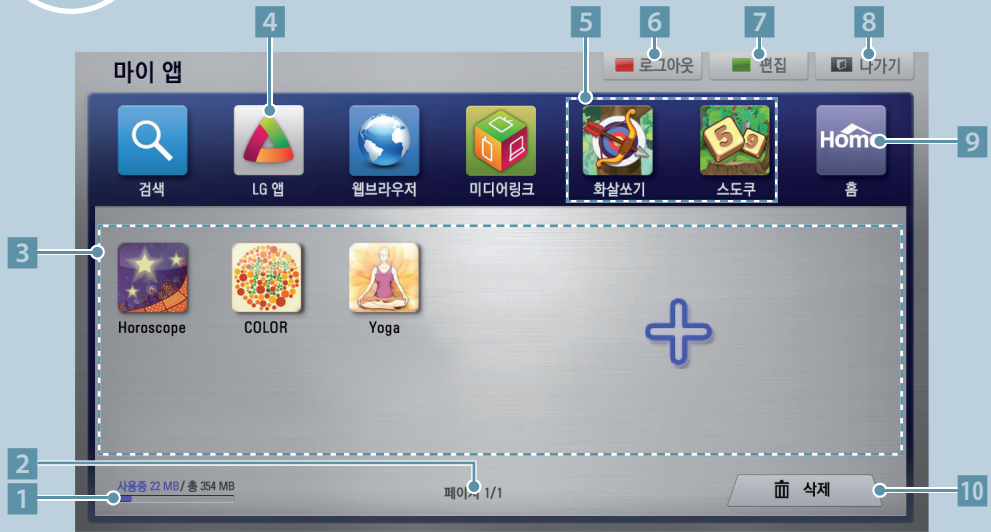 4 5 6 7 8
마이 앱 로그아웃 편집 나가기
Home 9
검색 LG 앱 웹브라우저 미디어링크 화살쏘기 스도쿠 홈
3
Horoscope COLOR Yoga
2
1 사용중 22 MB / 총 354 MB 페이지 1/1 삭제 10